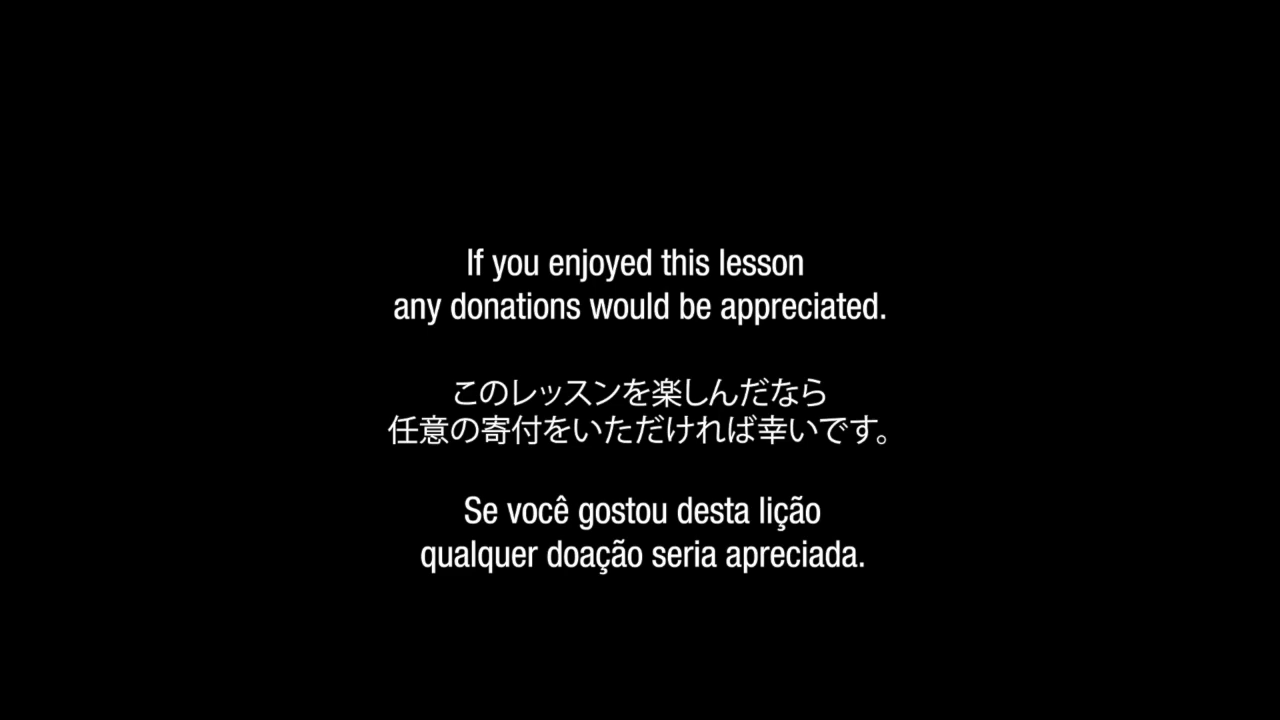 If you enjoyed this lesson
any donations would be appreciated.
このレッスンを楽しんだなら
任意の寄付をいただければ幸いです。
Se você gostou desta lição
qualquer doação seria apreciada.